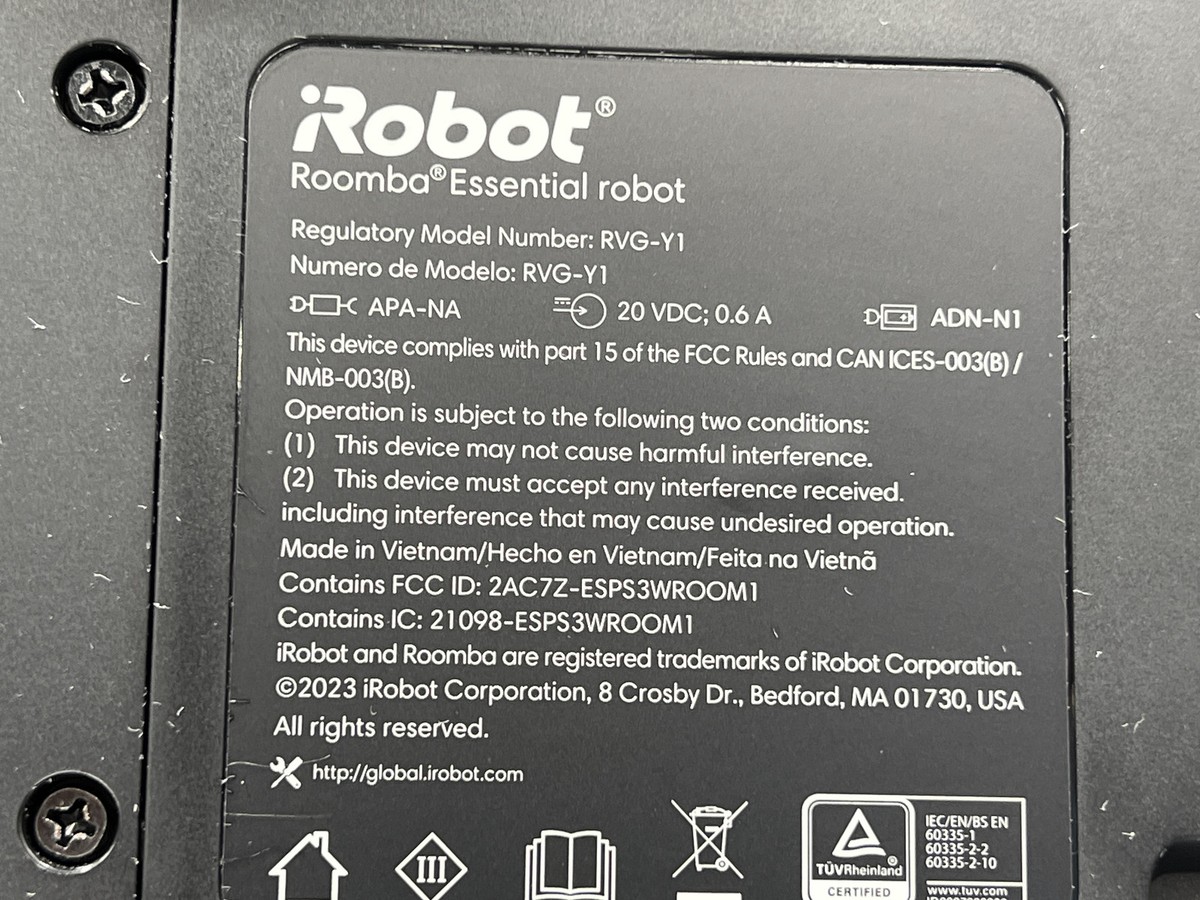 iRobot®
Roomba® Essential robot
Regulatory Model Number: RVG-Y1
Numero de Modelo: RVG-Y1
APA-NA 20 VDC; 0.6 A ADN-N1
This device complies with part 15 of the FCC Rules and CAN ICES-003(B) /
NMB-003(B).
Operation is subject to the following two conditions:
(1) This device may not cause harmful interference.
(2) This device must accept any interference received.
including interference that may cause undesired operation.
Made in Vietnam/Hecho en Vietnam/Feita na Vietnã
Contains FCC ID: 2AC7Z-ESPS3WROOM1
Contains IC: 21098-ESPS3WROOM1
iRobot and Roomba are registered trademarks of iRobot Corporation.
©2023 iRobot Corporation, 8 Crosby Dr., Bedford, MA 01730, USA
All rights reserved.
http://global.irobot.com
III
TÜVRheinland®
CERTIFIED
IEC/EN/BS EN
60335-1
60335-2-2
60335-2-10
www.tuv.com